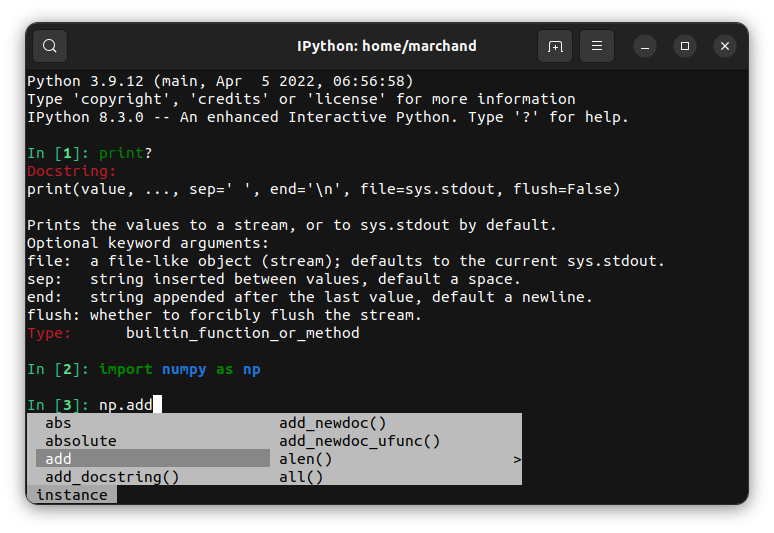 IPython: home/marchand
Python 3.9.12 (main, Apr  5 2022, 06:56:58)
Type 'copyright', 'credits' or 'license' for more information
IPython 8.3.0 -- An enhanced Interactive Python. Type '?' for help.
In [1]: print?
Docstring:
print(value, ..., sep=' ', end='\n', file=sys.stdout, flush=False)
Prints the values to a stream, or to sys.stdout by default.
Optional keyword arguments:
file:  a file-like object (stream); defaults to the current sys.stdout.
sep:   string inserted between values, default a space.
end:   string appended after the last value, default a newline.
flush: whether to forcibly flush the stream.
Type:      builtin_function_or_method
In [2]: import numpy as np
In [3]: np.add
abs                       add_newdoc()
absolute                  add_newdoc_ufunc()
add                       alen()                    >
add_docstring()           all()
instance